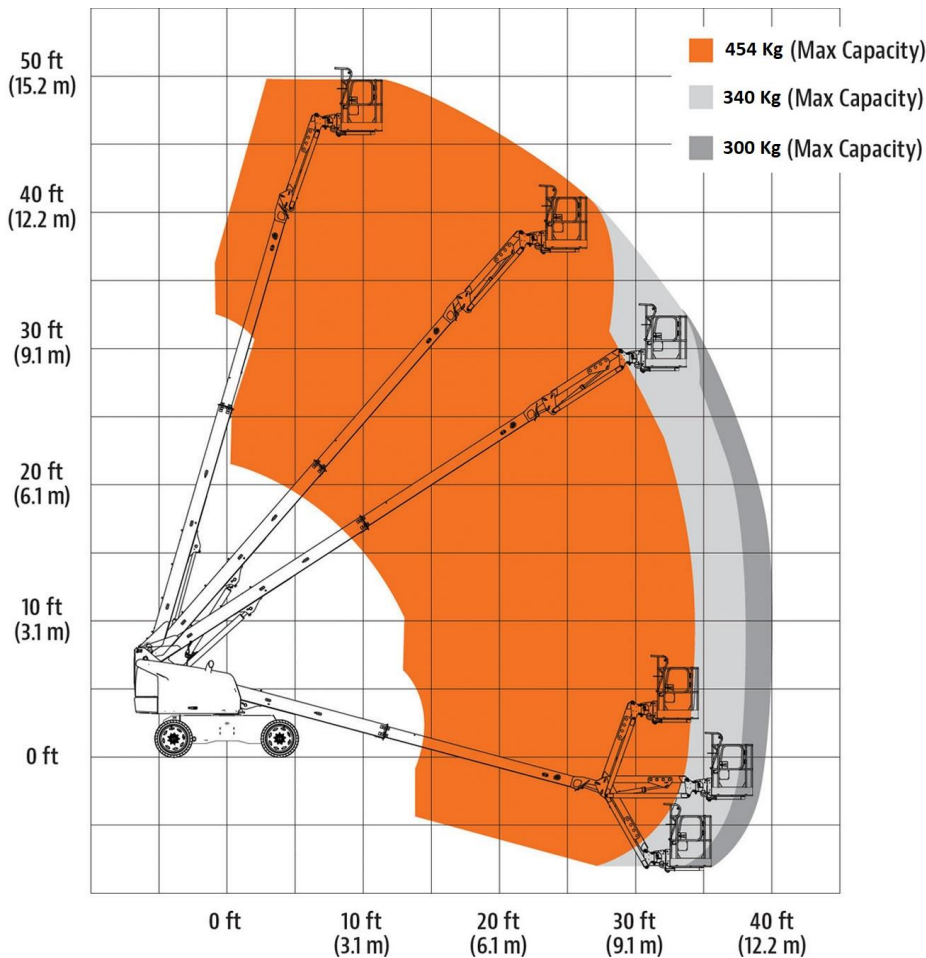 50 ft
(15.2 m)
40 ft
(12.2 m)
30 ft
(9.1 m)
20 ft
(6.1 m)
10 ft
(3.1 m)
0 ft
454 Kg (Max Capacity)
340 Kg (Max Capacity)
300 Kg (Max Capacity)
0 ft
10 ft
(3.1 m)
20 ft
(6.1 m)
30 ft
(9.1 m)
40 ft
(12.2 m)